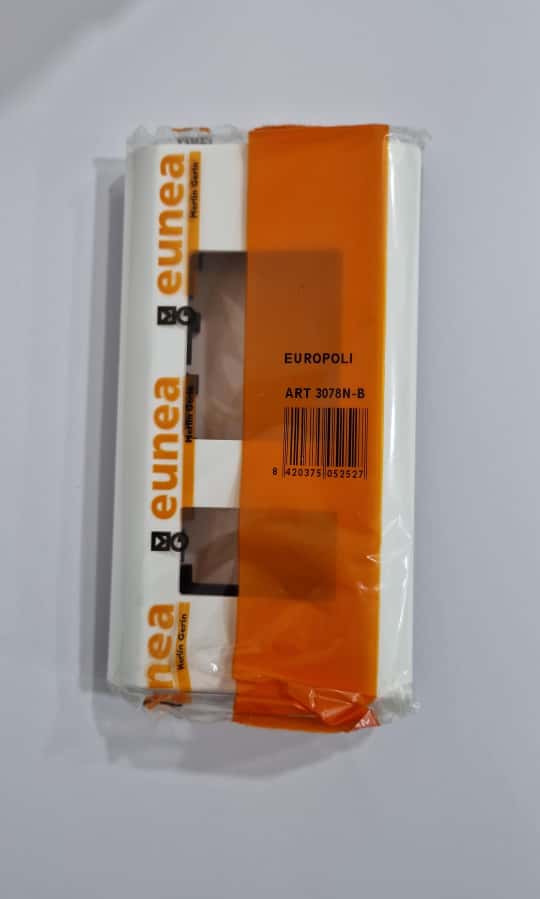 eunea
Merlin Gerin
EUROPOLI
ART 3078N-B
8 420375 052527
eunea
Merlin Gerin
nea
Merlin Gerin